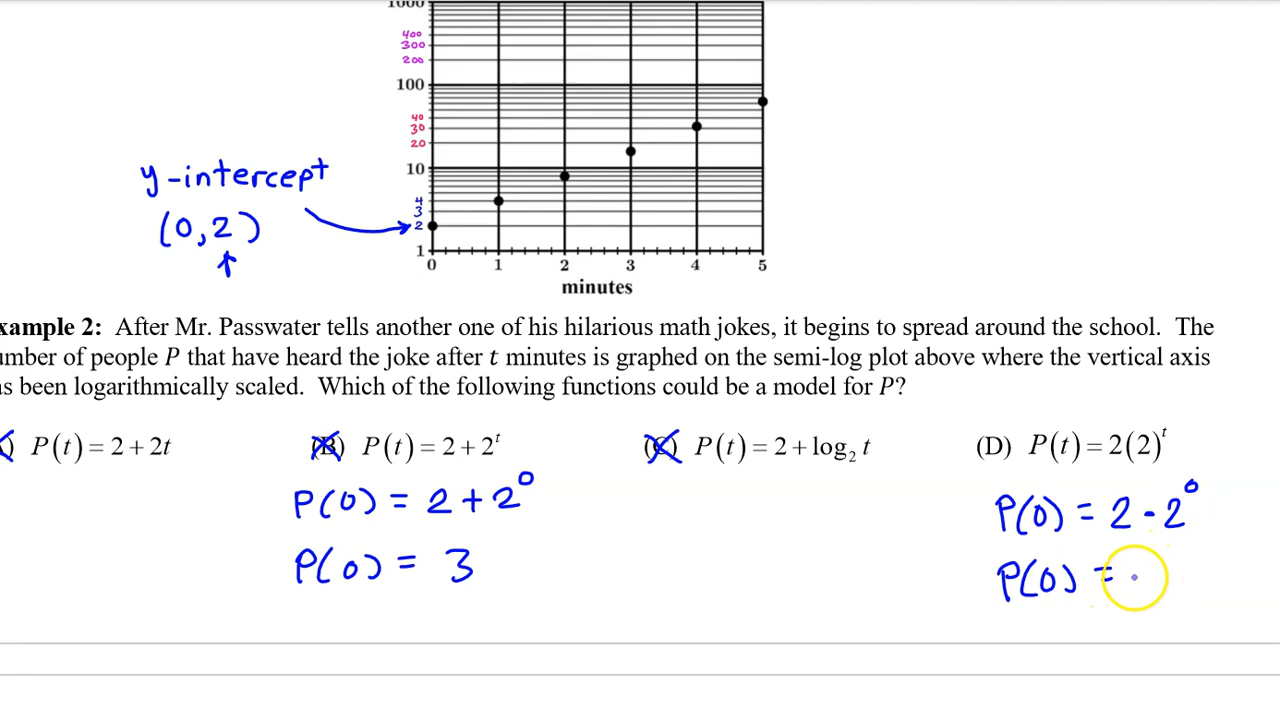 1000
400
300
200
100
40
30
20
10
4
3
2
1
0 1 2 3 4 5
minutes
y-intercept
(0,2)
xample 2: After Mr. Passwater tells another one of his hilarious math jokes, it begins to spread around the school. The
umber of people P that have heard the joke after t minutes is graphed on the semi-log plot above where the vertical axis
as been logarithmically scaled. Which of the following functions could be a model for P?
) P(t) = 2 + 2t (B) P(t) = 2 + 2^t (C) P(t) = 2 + log₂ t (D) P(t) = 2(2)^t
P(0) = 2 + 2⁰ P(0) = 2 · 2⁰
P(0) = 3 P(0) =